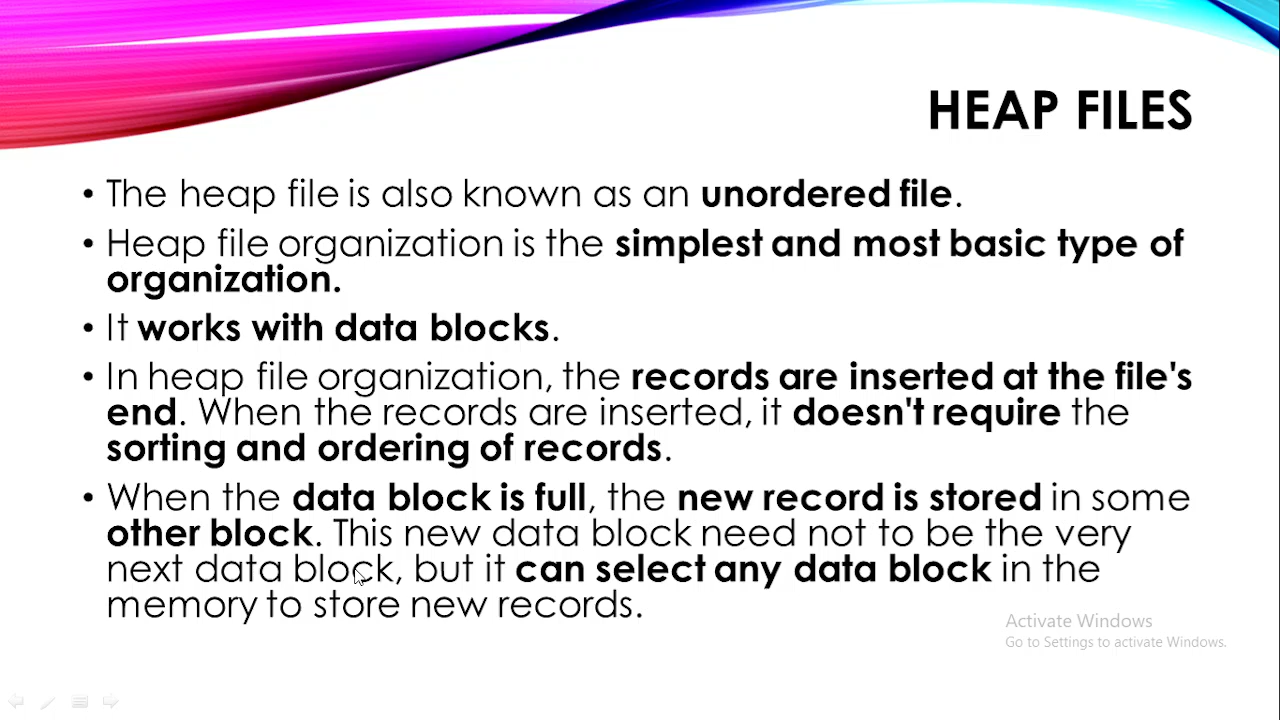 HEAP FILES
• The heap file is also known as an unordered file.
• Heap file organization is the simplest and most basic type of
organization.
• It works with data blocks.
• In heap file organization, the records are inserted at the file's
end. When the records are inserted, it doesn't require the
sorting and ordering of records.
• When the data block is full, the new record is stored in some
other block. This new data block need not to be the very
next data block, but it can select any data block in the
memory to store new records.
Activate Windows
Go to Settings to activate Windows.